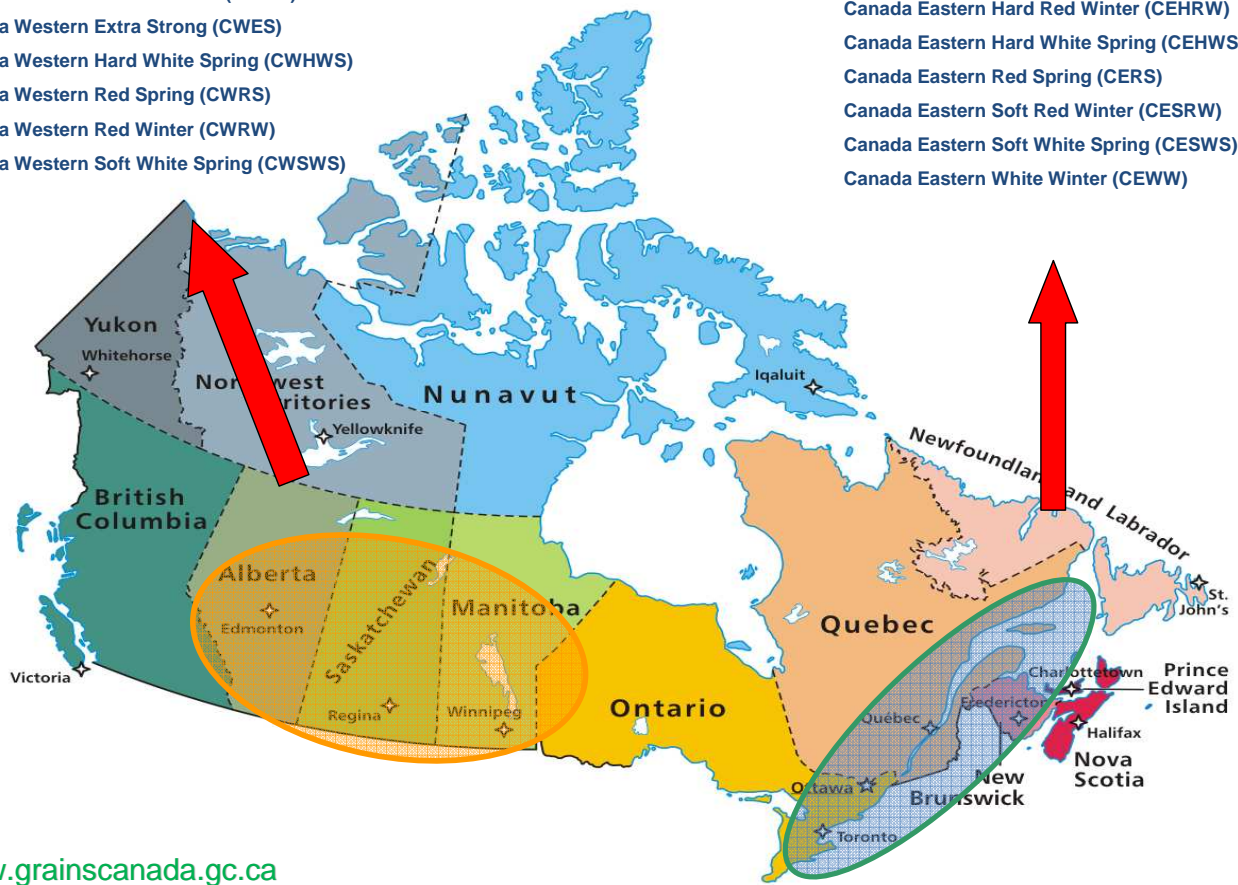 a Western Extra Strong (CWES)
a Western Hard White Spring (CWHWS)
a Western Red Spring (CWRS)
a Western Red Winter (CWRW)
a Western Soft White Spring (CWSWS)
Canada Eastern Hard Red Winter (CEHRW)
Canada Eastern Hard White Spring (CEHWS
Canada Eastern Red Spring (CERS)
Canada Eastern Soft Red Winter (CESRW)
Canada Eastern Soft White Spring (CESWS)
Canada Eastern White Winter (CEWW)
Yukon
Whitehorse
Yellowknife
Nunavut
Iqaluit
British
Columbia
Victoria
Alberta
Edmonton
Saskatchewan
Regina
Manitoba
Winnipeg
Ontario
Ottawa
Toronto
Quebec
Québec
Newfoundland and Labrador
St.
John's
Charlottetown
Prince
Edward
Island
Fredericton
Halifax
Nova
Scotia
New
Brunswick
.grainscanada.gc.ca